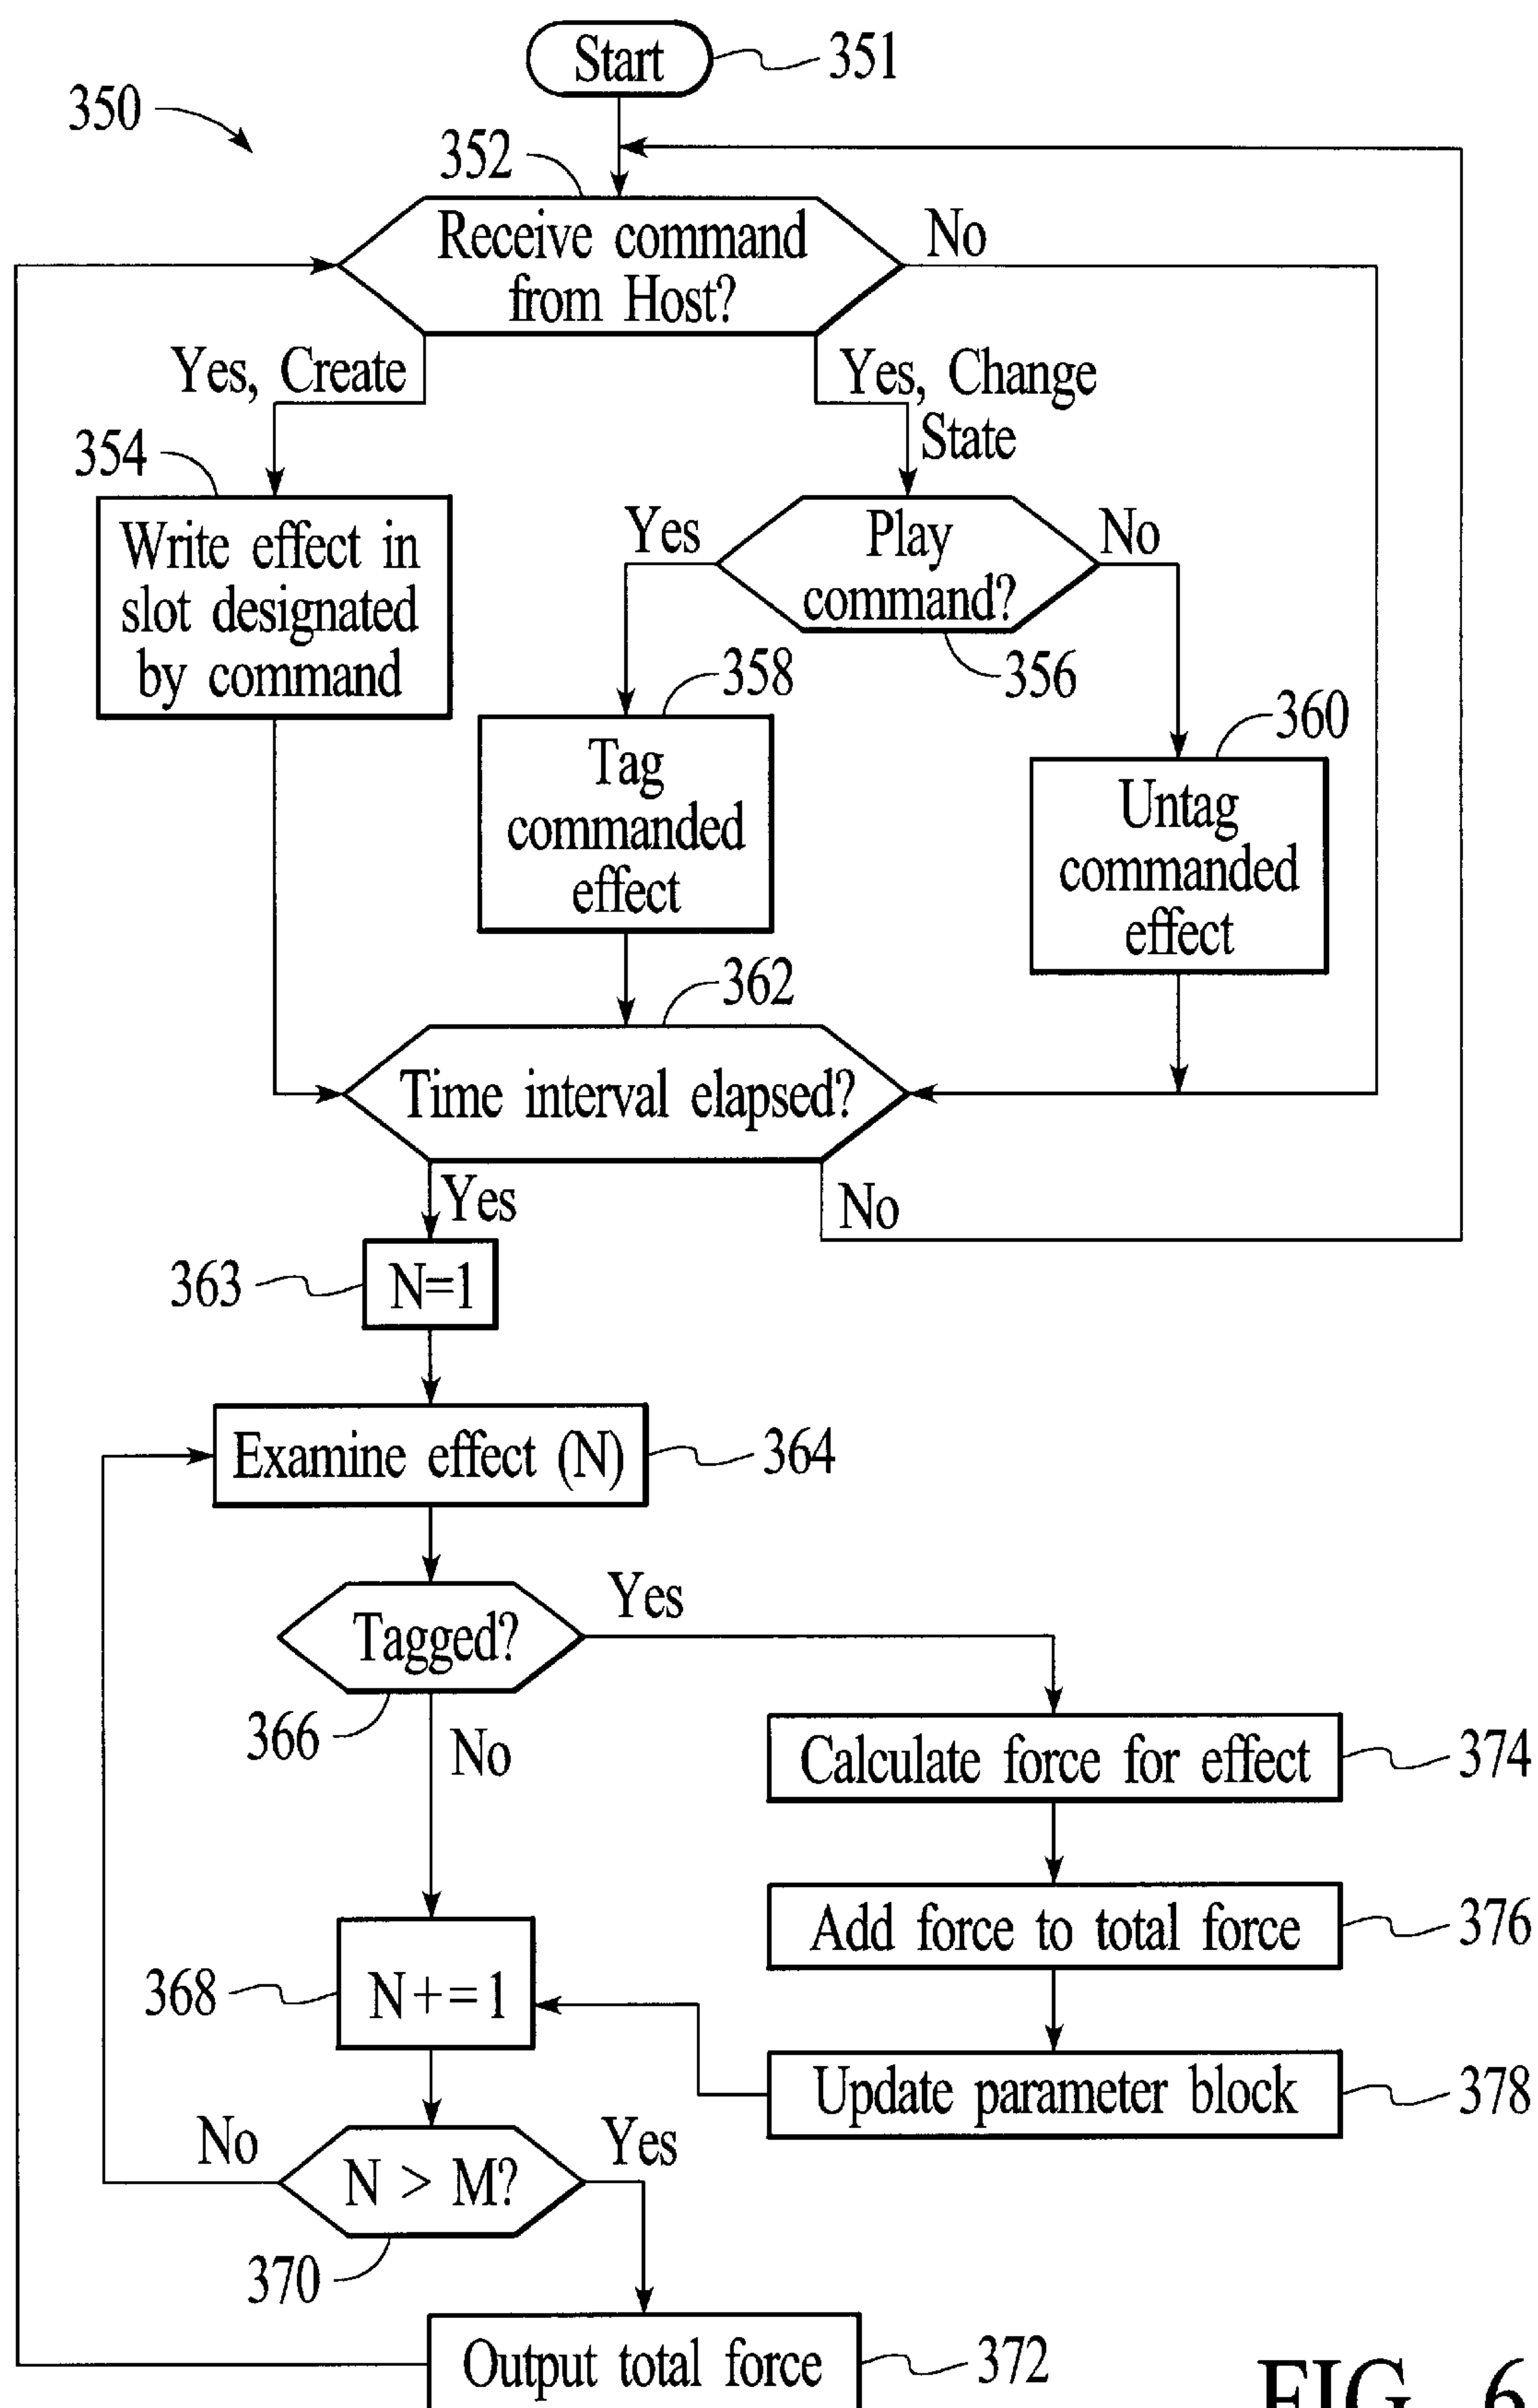 Start
351
350
352
Receive command
from Host?
No
Yes, Create
Yes, Change
State
354
Write effect in
slot designated
by command
Yes
Play
command?
No
356
358
Tag
commanded
effect
360
Untag
commanded
effect
362
Time interval elapsed?
Yes
No
363
N=1
Examine effect (N)
364
Tagged?
Yes
366
No
Calculate force for effect
374
Add force to total force
376
368
N+=1
Update parameter block
378
No
N > M?
Yes
370
Output total force
372
FIG. 6